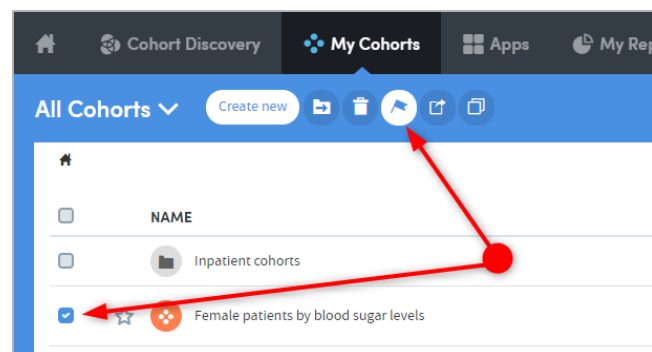 Cohort Discovery My Cohorts Apps My Rep
All Cohorts Create new
NAME
Inpatient cohorts
Female patients by blood sugar levels